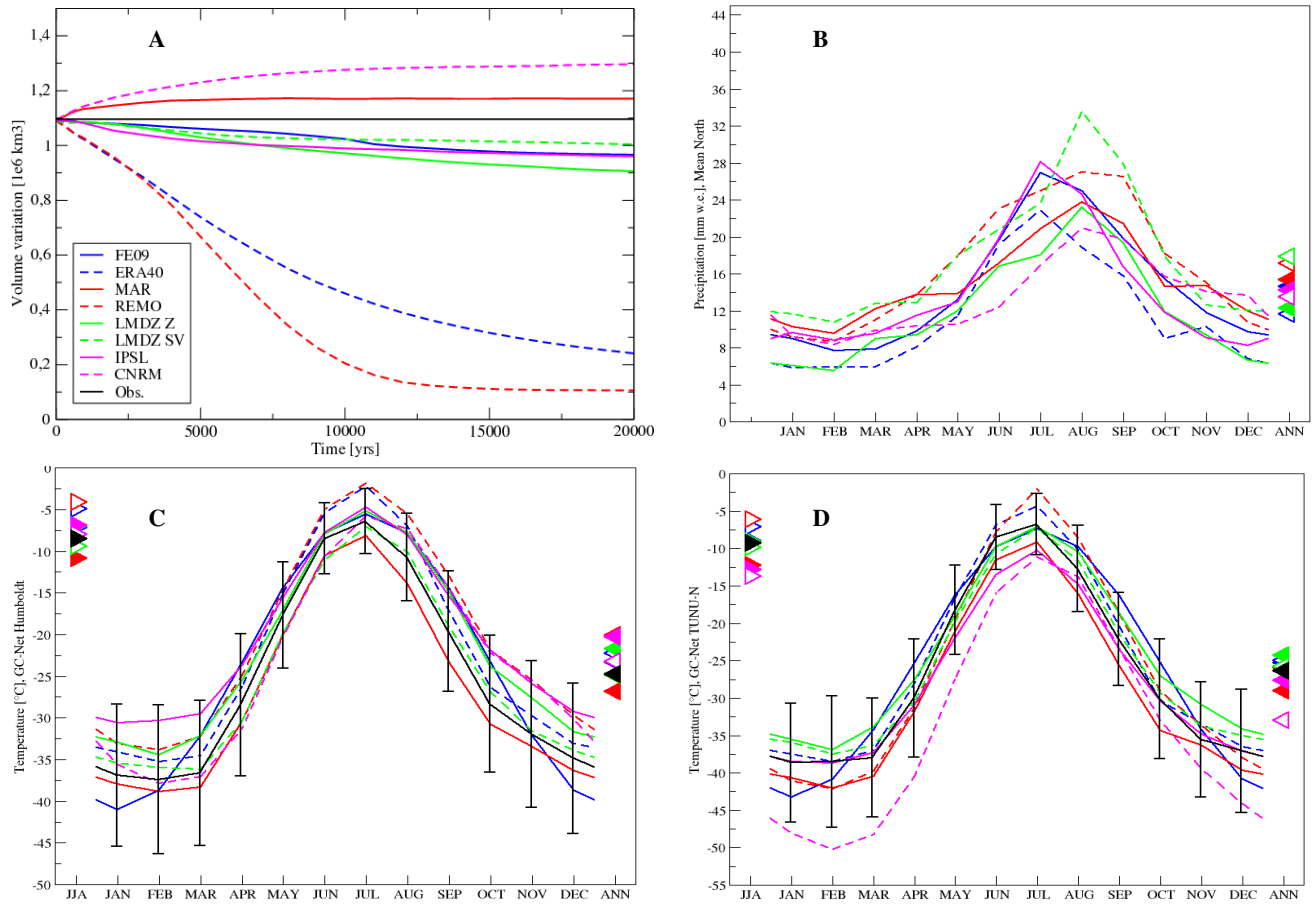 A
Volume variation [1e6 km3]
1,4
1,2
1
0,8
0,6
0,4
0,2
0
FE09
ERA40
MAR
REMO
LMDZ Z
LMDZ SV
IPSL
CNRM
Obs.
0 5000 10000 15000 20000
Time [yrs]
B
Precipitation [mm w.e.], Mean North
44
40
36
32
28
24
20
16
12
8
4
0
JAN FEB MAR APR MAY JUN JUL AUG SEP OCT NOV DEC ANN
C
Temperature [°C], GC-Net Humboldt
0
-5
-10
-15
-20
-25
-30
-35
-40
-45
-50
JJA JAN FEB MAR APR MAY JUN JUL AUG SEP OCT NOV DEC ANN
D
Temperature [°C], GC-Net TUNU-N
0
-5
-10
-15
-20
-25
-30
-35
-40
-45
-50
-55
JJA JAN FEB MAR APR MAY JUN JUL AUG SEP OCT NOV DEC ANN